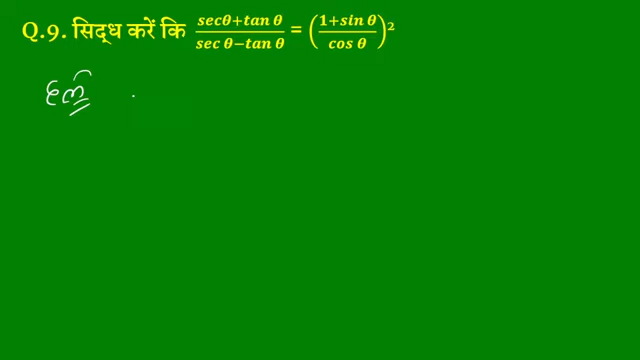 Q.9. सिद्ध करें कि (secθ+tan θ)/(sec θ−tan θ) = ((1+sin θ)/(cos θ))²
हल